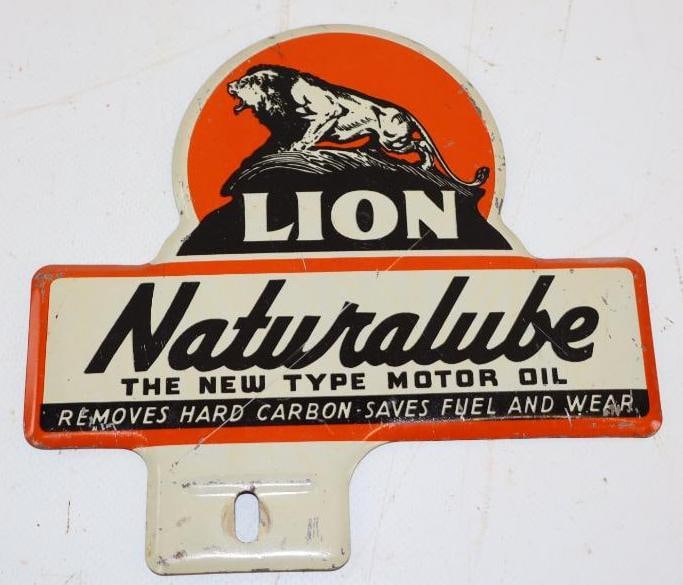 LION
Naturalube
THE NEW TYPE MOTOR OIL
REMOVES HARD CARBON-SAVES FUEL AND WEAR